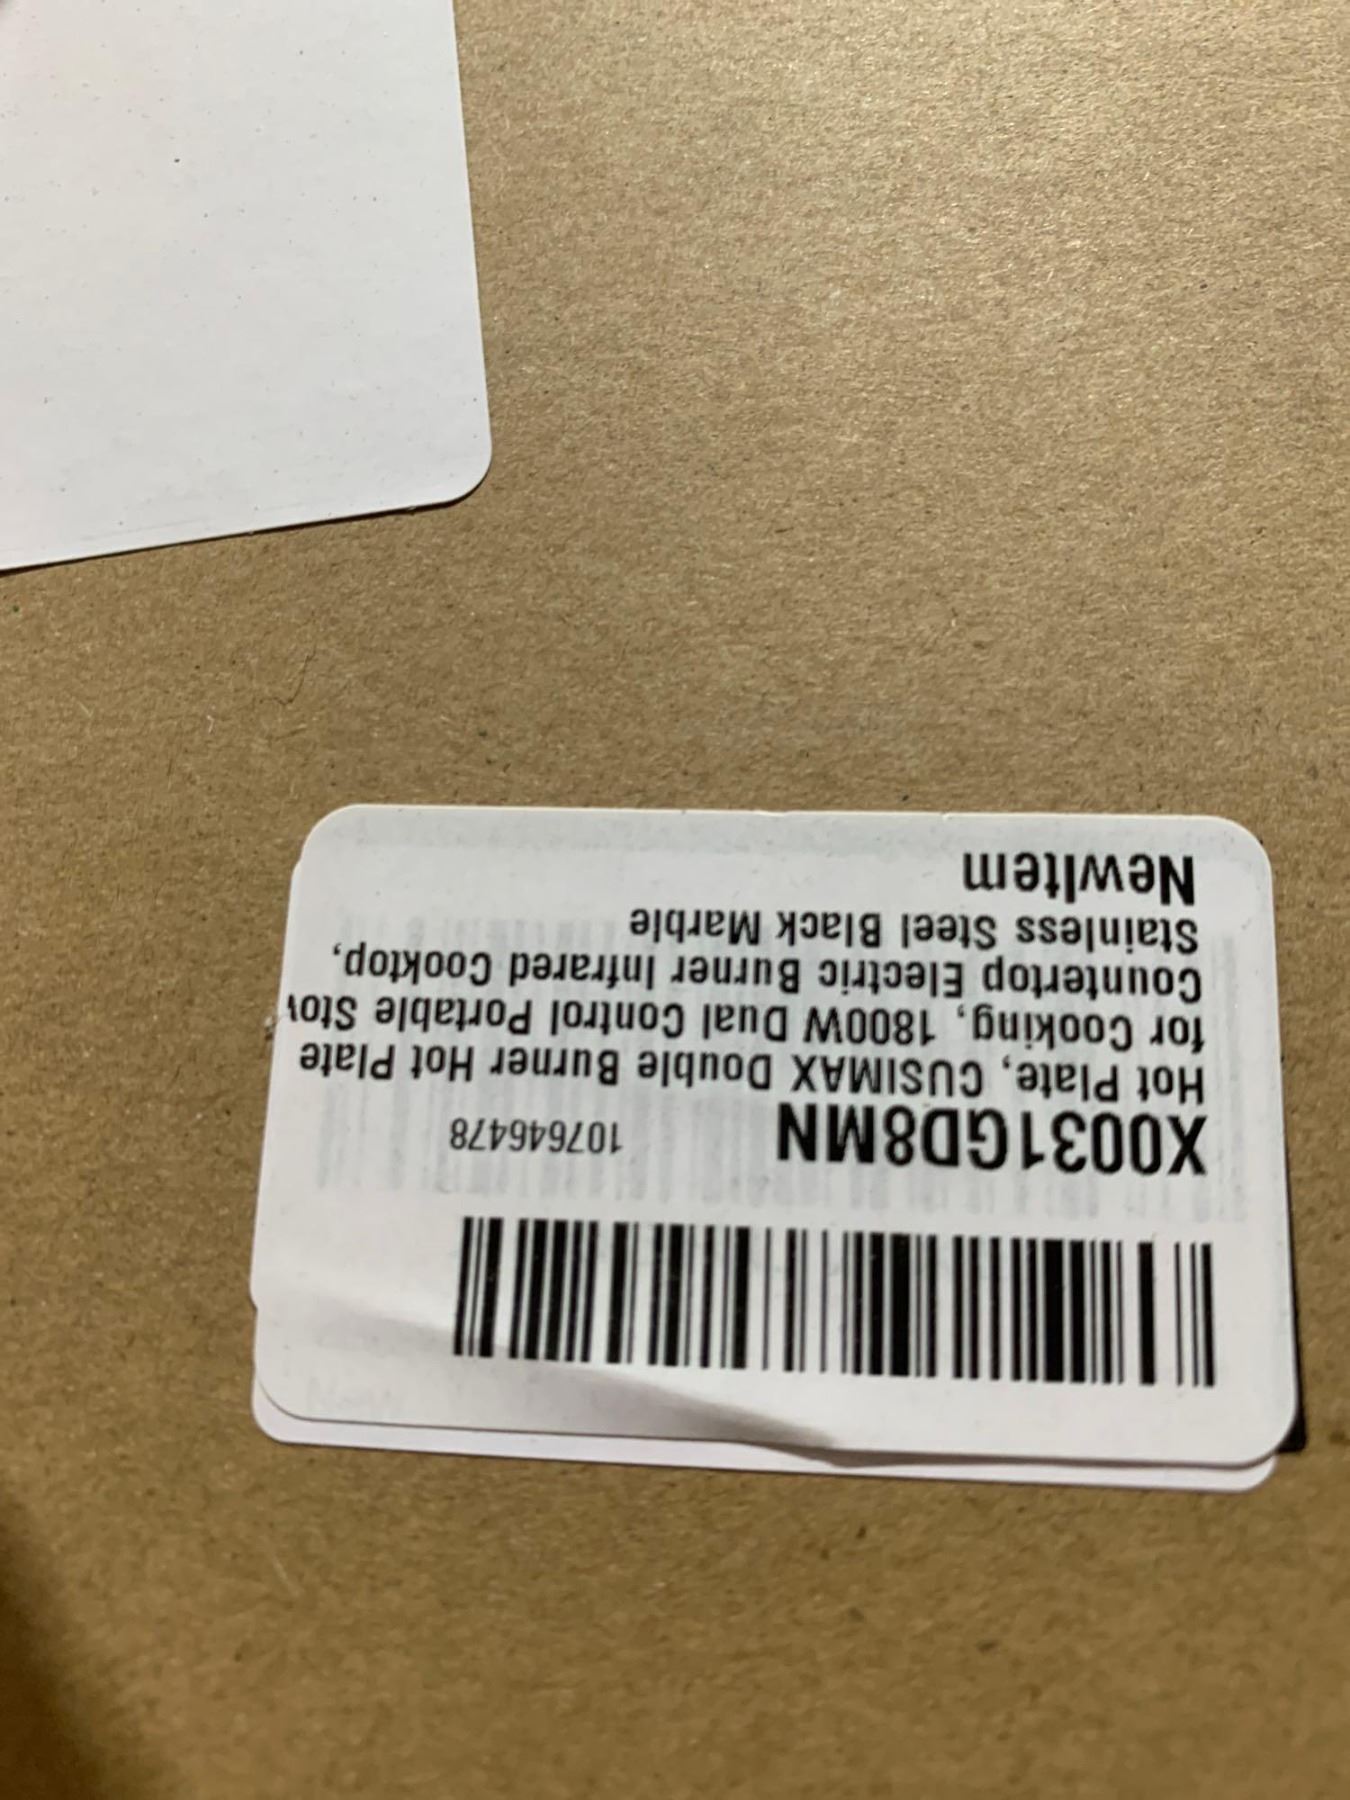 X0031GD8MN 107646478
Hot Plate, CUSIMAX Double Burner Hot Plate
for Cooking, 1800W Dual Control Portable Stov
Countertop Electric Burner Infrared Cooktop,
Stainless Steel Black Marble
NewItem